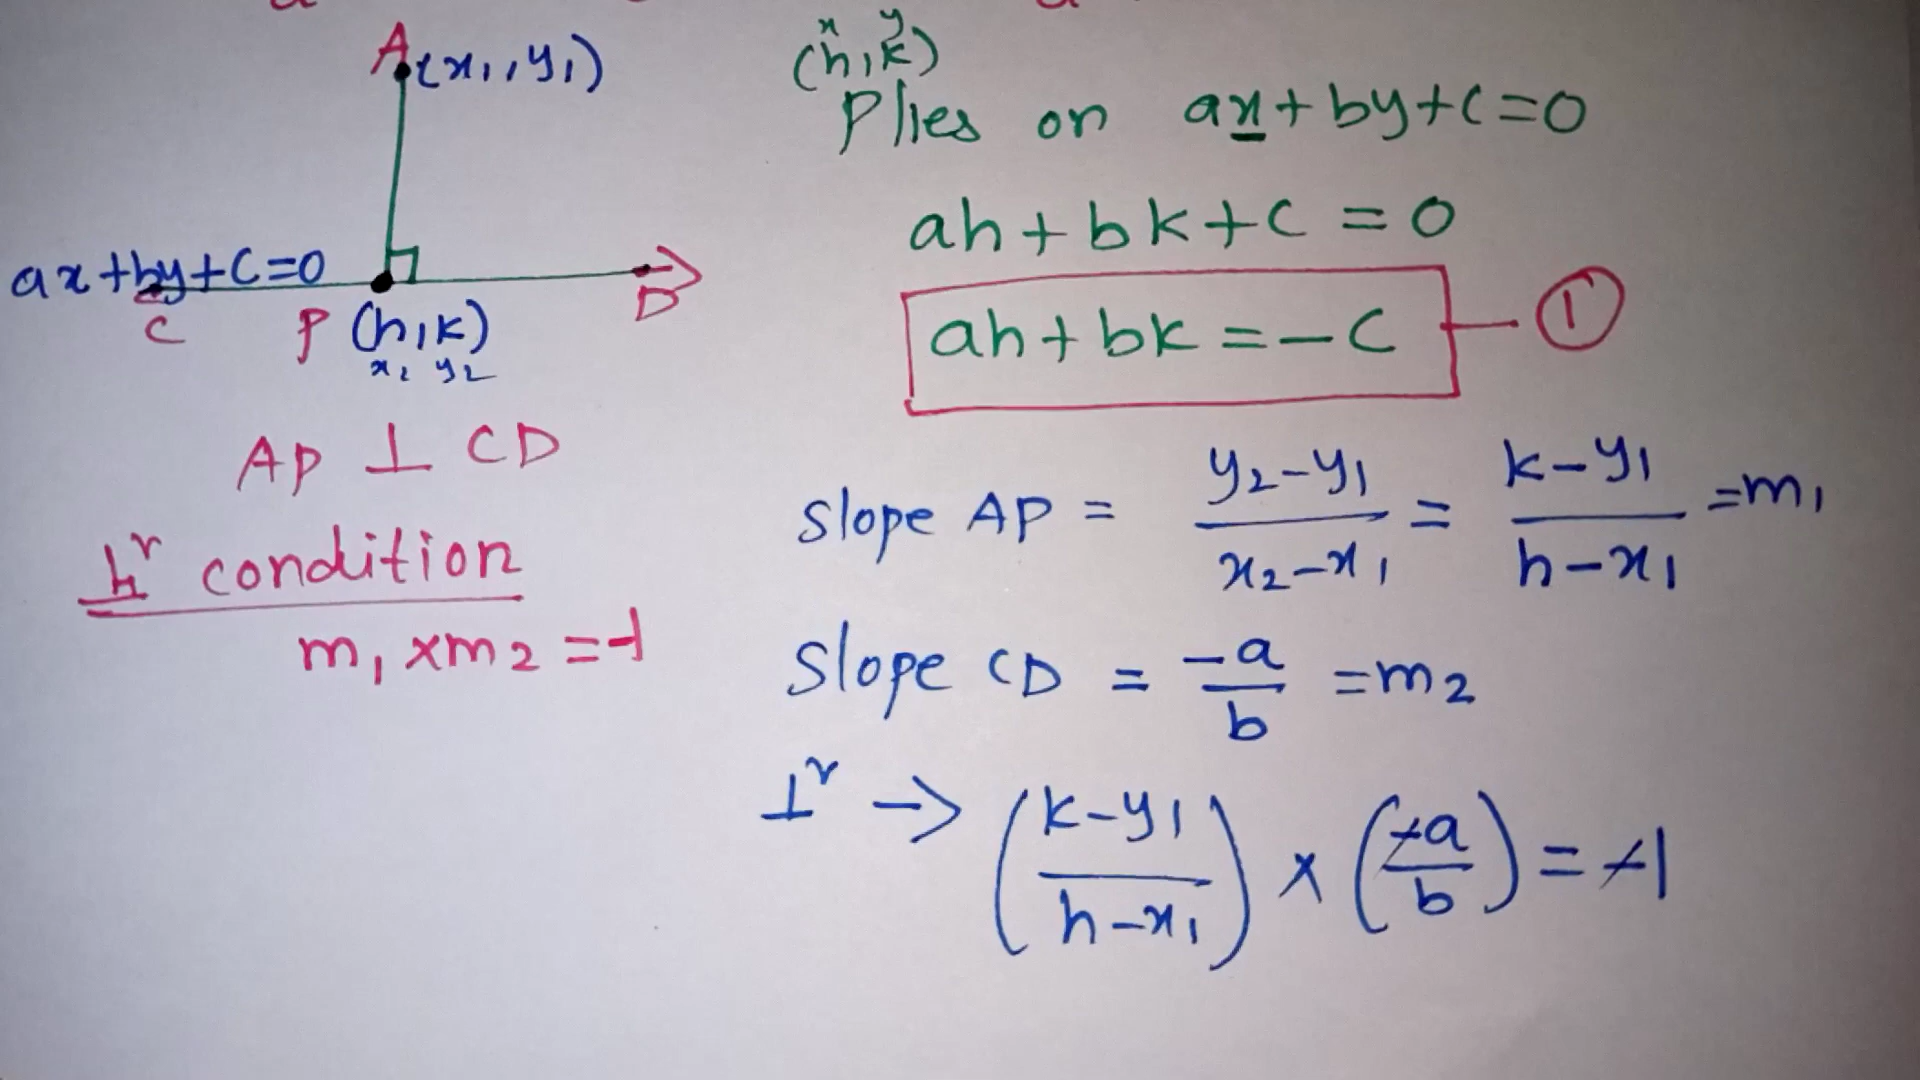 A(x₁, y₁)
ax+by+c=0
C
P (h, k)
x₂ y₂
D
AP ⊥ CD
⊥ʳ condition
m₁ × m₂ = -1
x y
(h, k)
P lies on ax+by+c=0
ah+bk+c = 0
ah+bk = -c — ①
Slope AP = (y₂-y₁)/(x₂-x₁) = (k-y₁)/(h-x₁) = m₁
Slope CD = -a/b = m₂
⊥ʳ → ((k-y₁)/(h-x₁)) × (-a/b) = -1